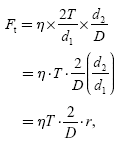 F_t = η × 2T/d_1 × d_2/D
= η · T · 2/D (d_2/d_1)
= ηT · 2/D · r,